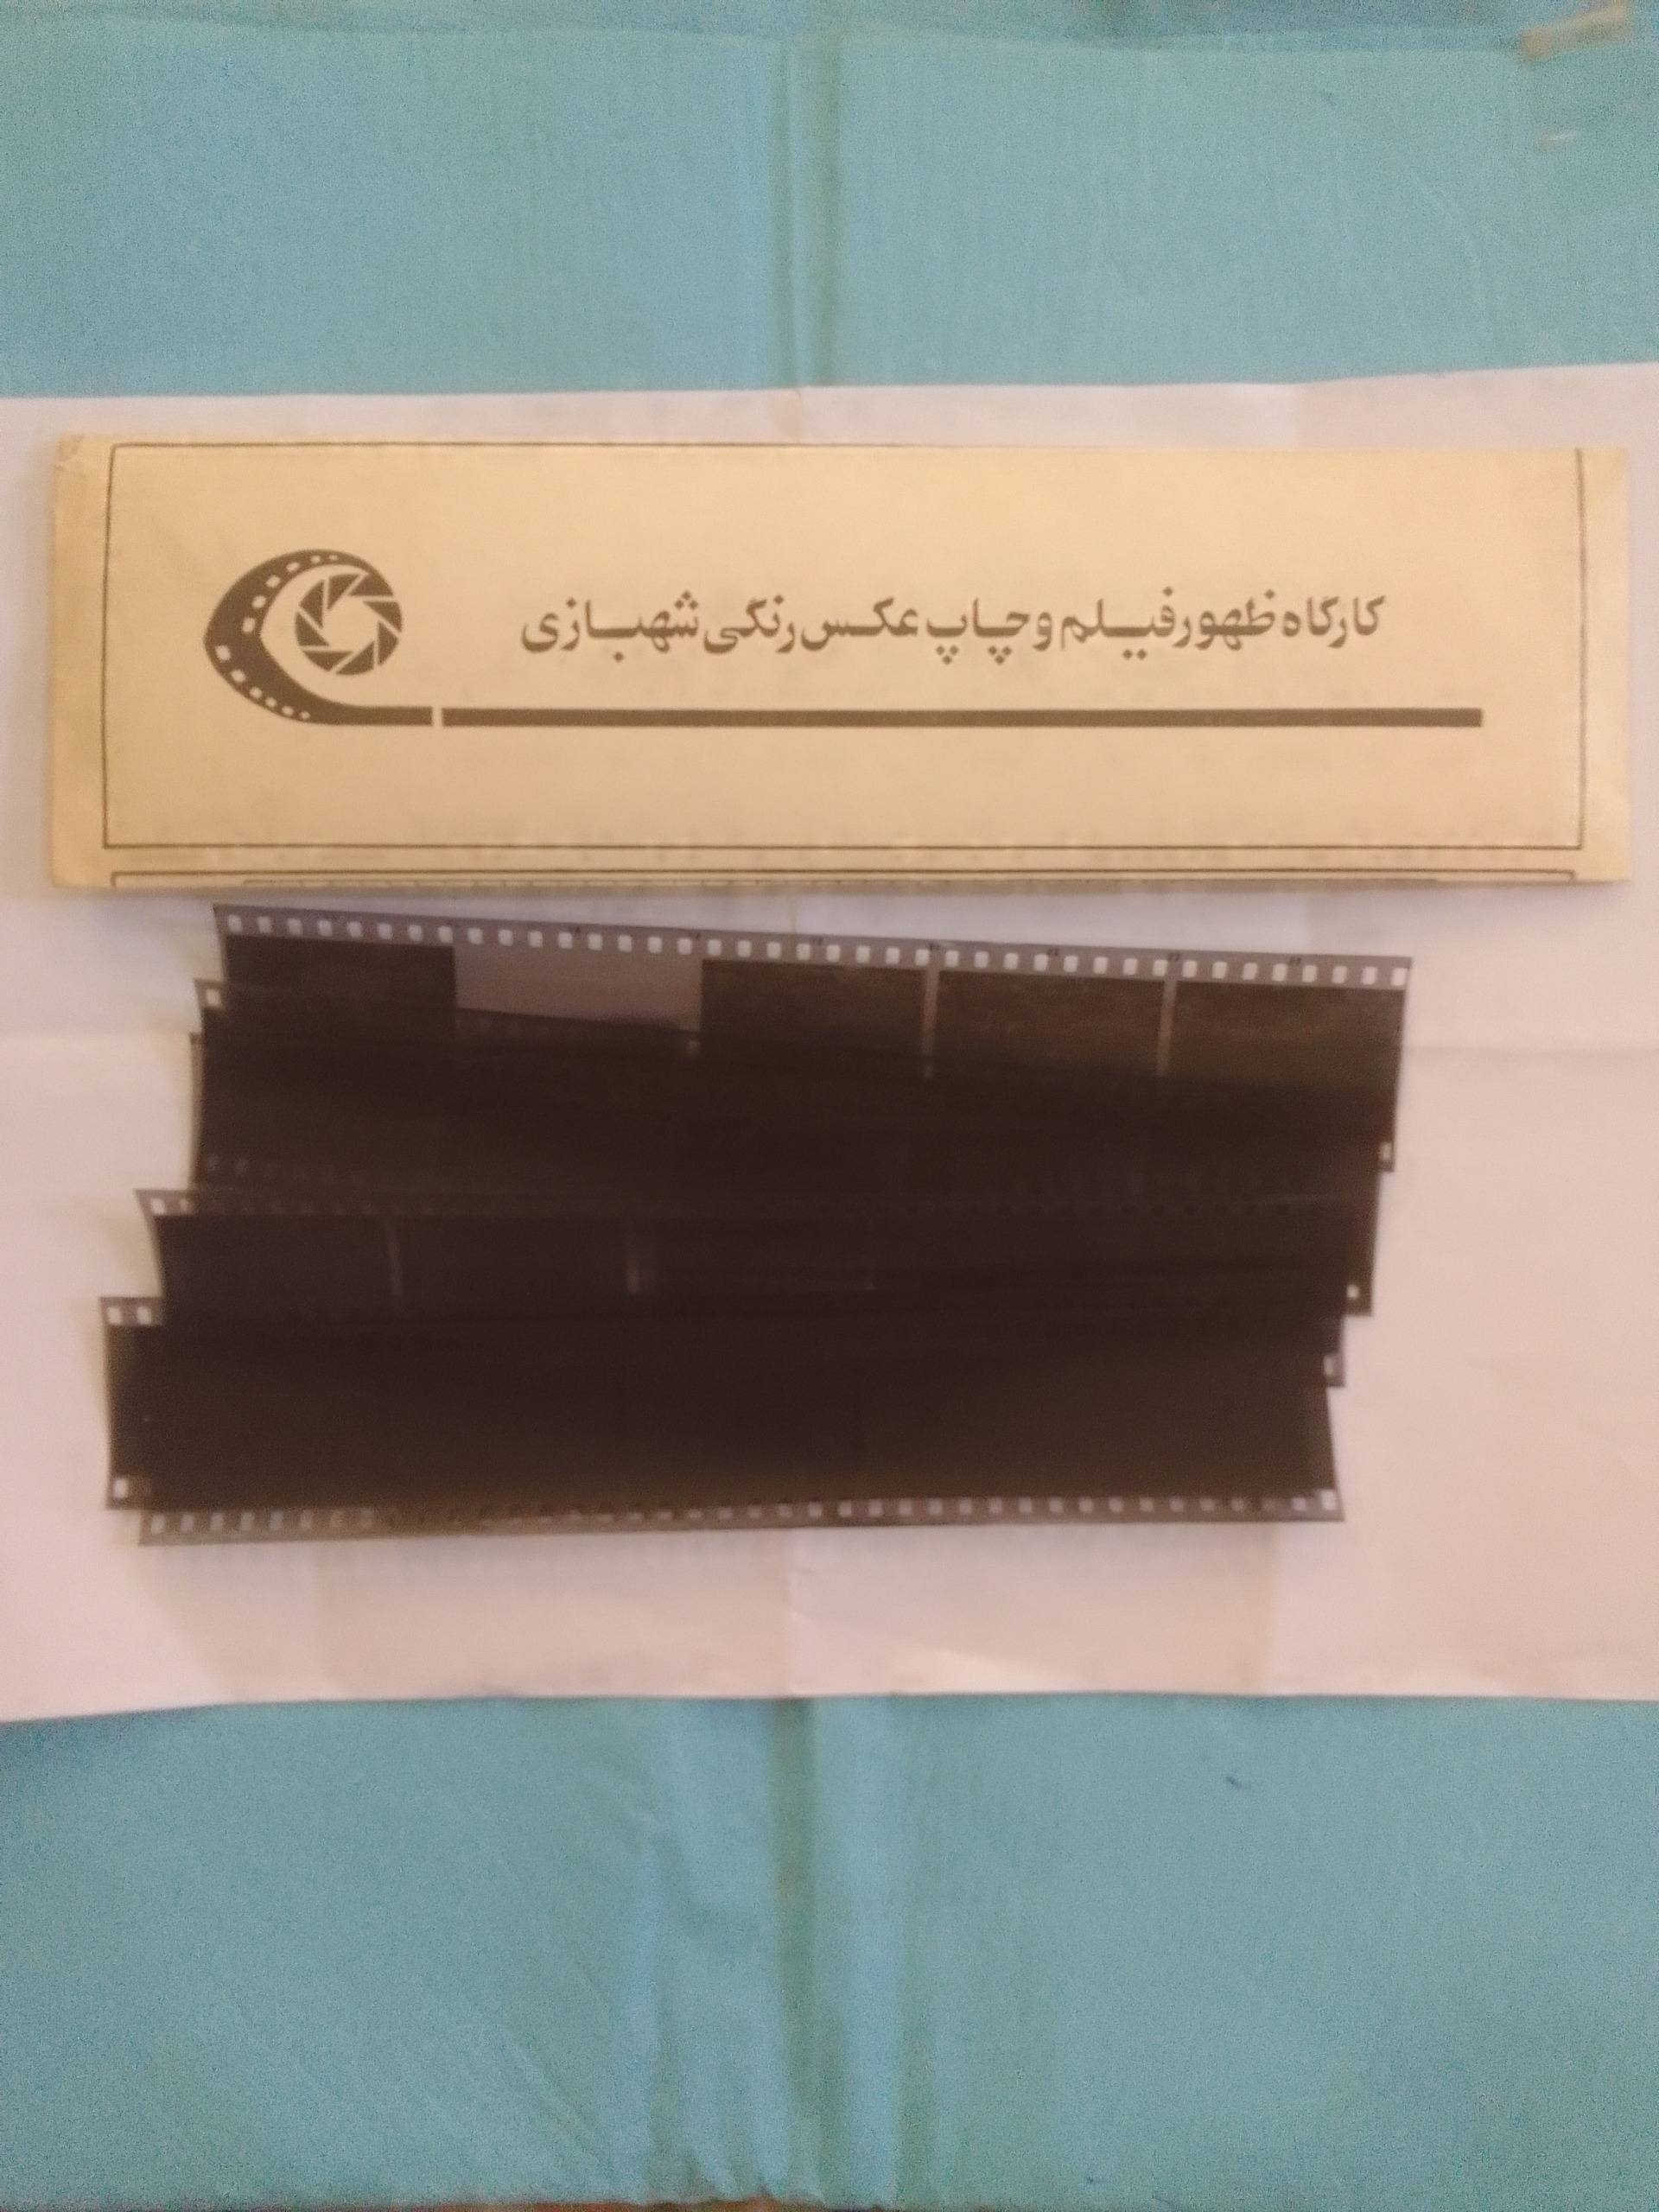 کارگاه ظهور فیلم و چاپ عکس رنگی شهبازی